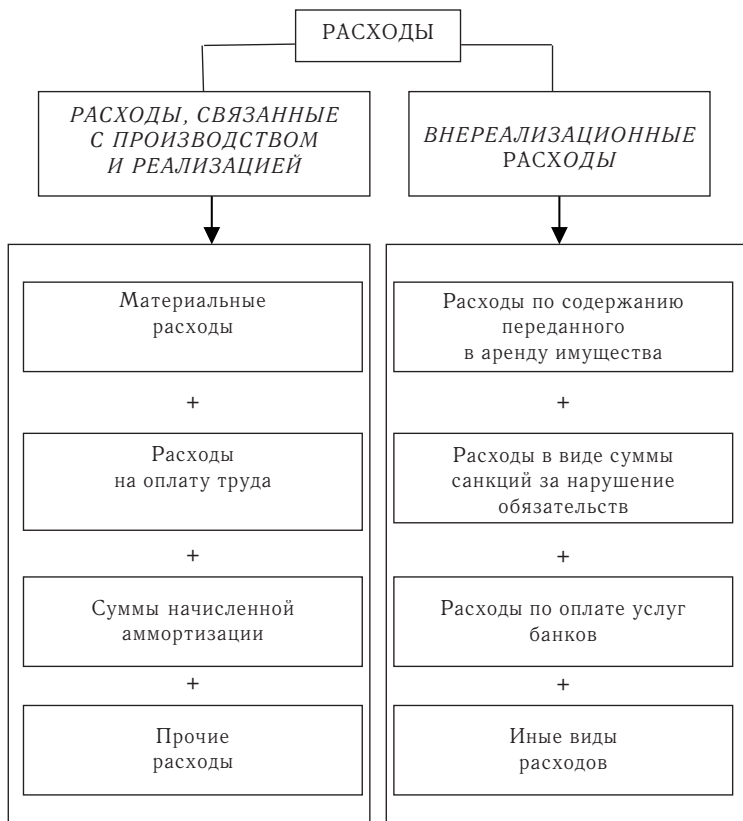 РАСХОДЫ
РАСХОДЫ, СВЯЗАННЫЕ
С ПРОИЗВОДСТВОМ
И РЕАЛИЗАЦИЕЙ
ВНЕРЕАЛИЗАЦИОННЫЕ
РАСХОДЫ
Материальные
расходы
+
Расходы
на оплату труда
+
Суммы начисленной
аммортизации
+
Прочие
расходы
Расходы по содержанию
переданного
в аренду имущества
+
Расходы в виде суммы
санкций за нарушение
обязательств
+
Расходы по оплате услуг
банков
+
Иные виды
расходов